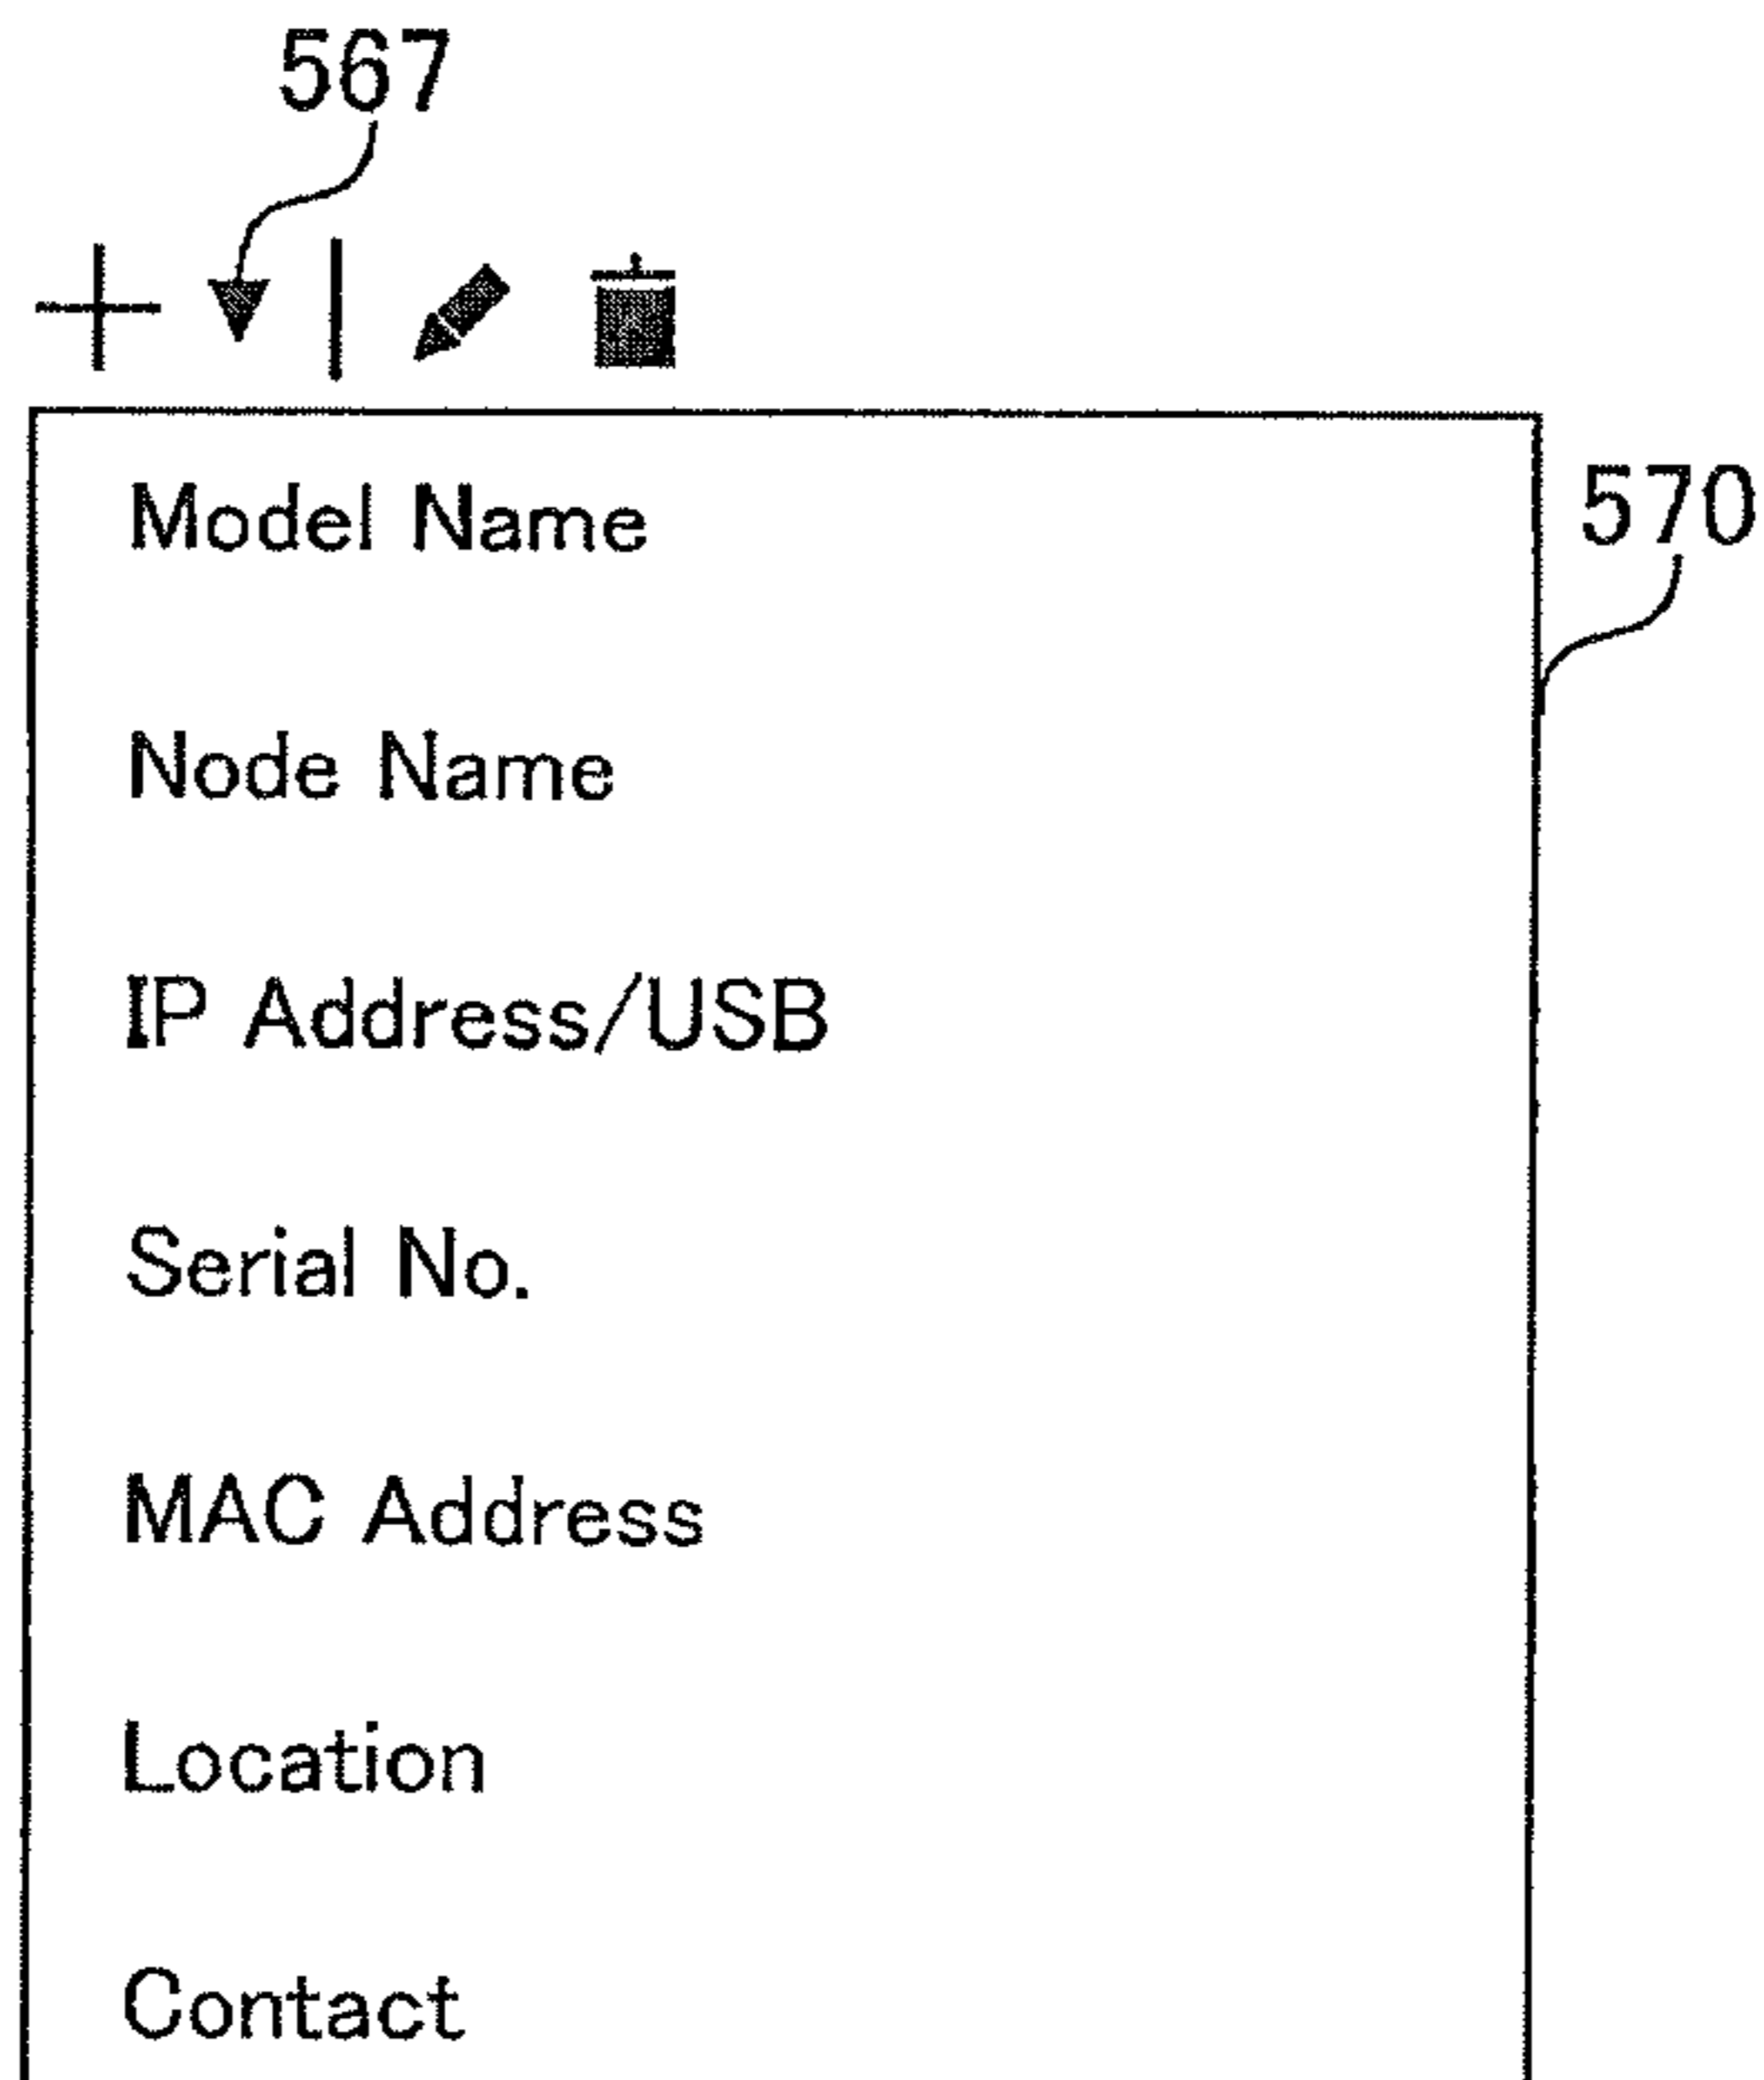 567
570
Model Name
Node Name
IP Address/USB
Serial No.
MAC Address
Location
Contact